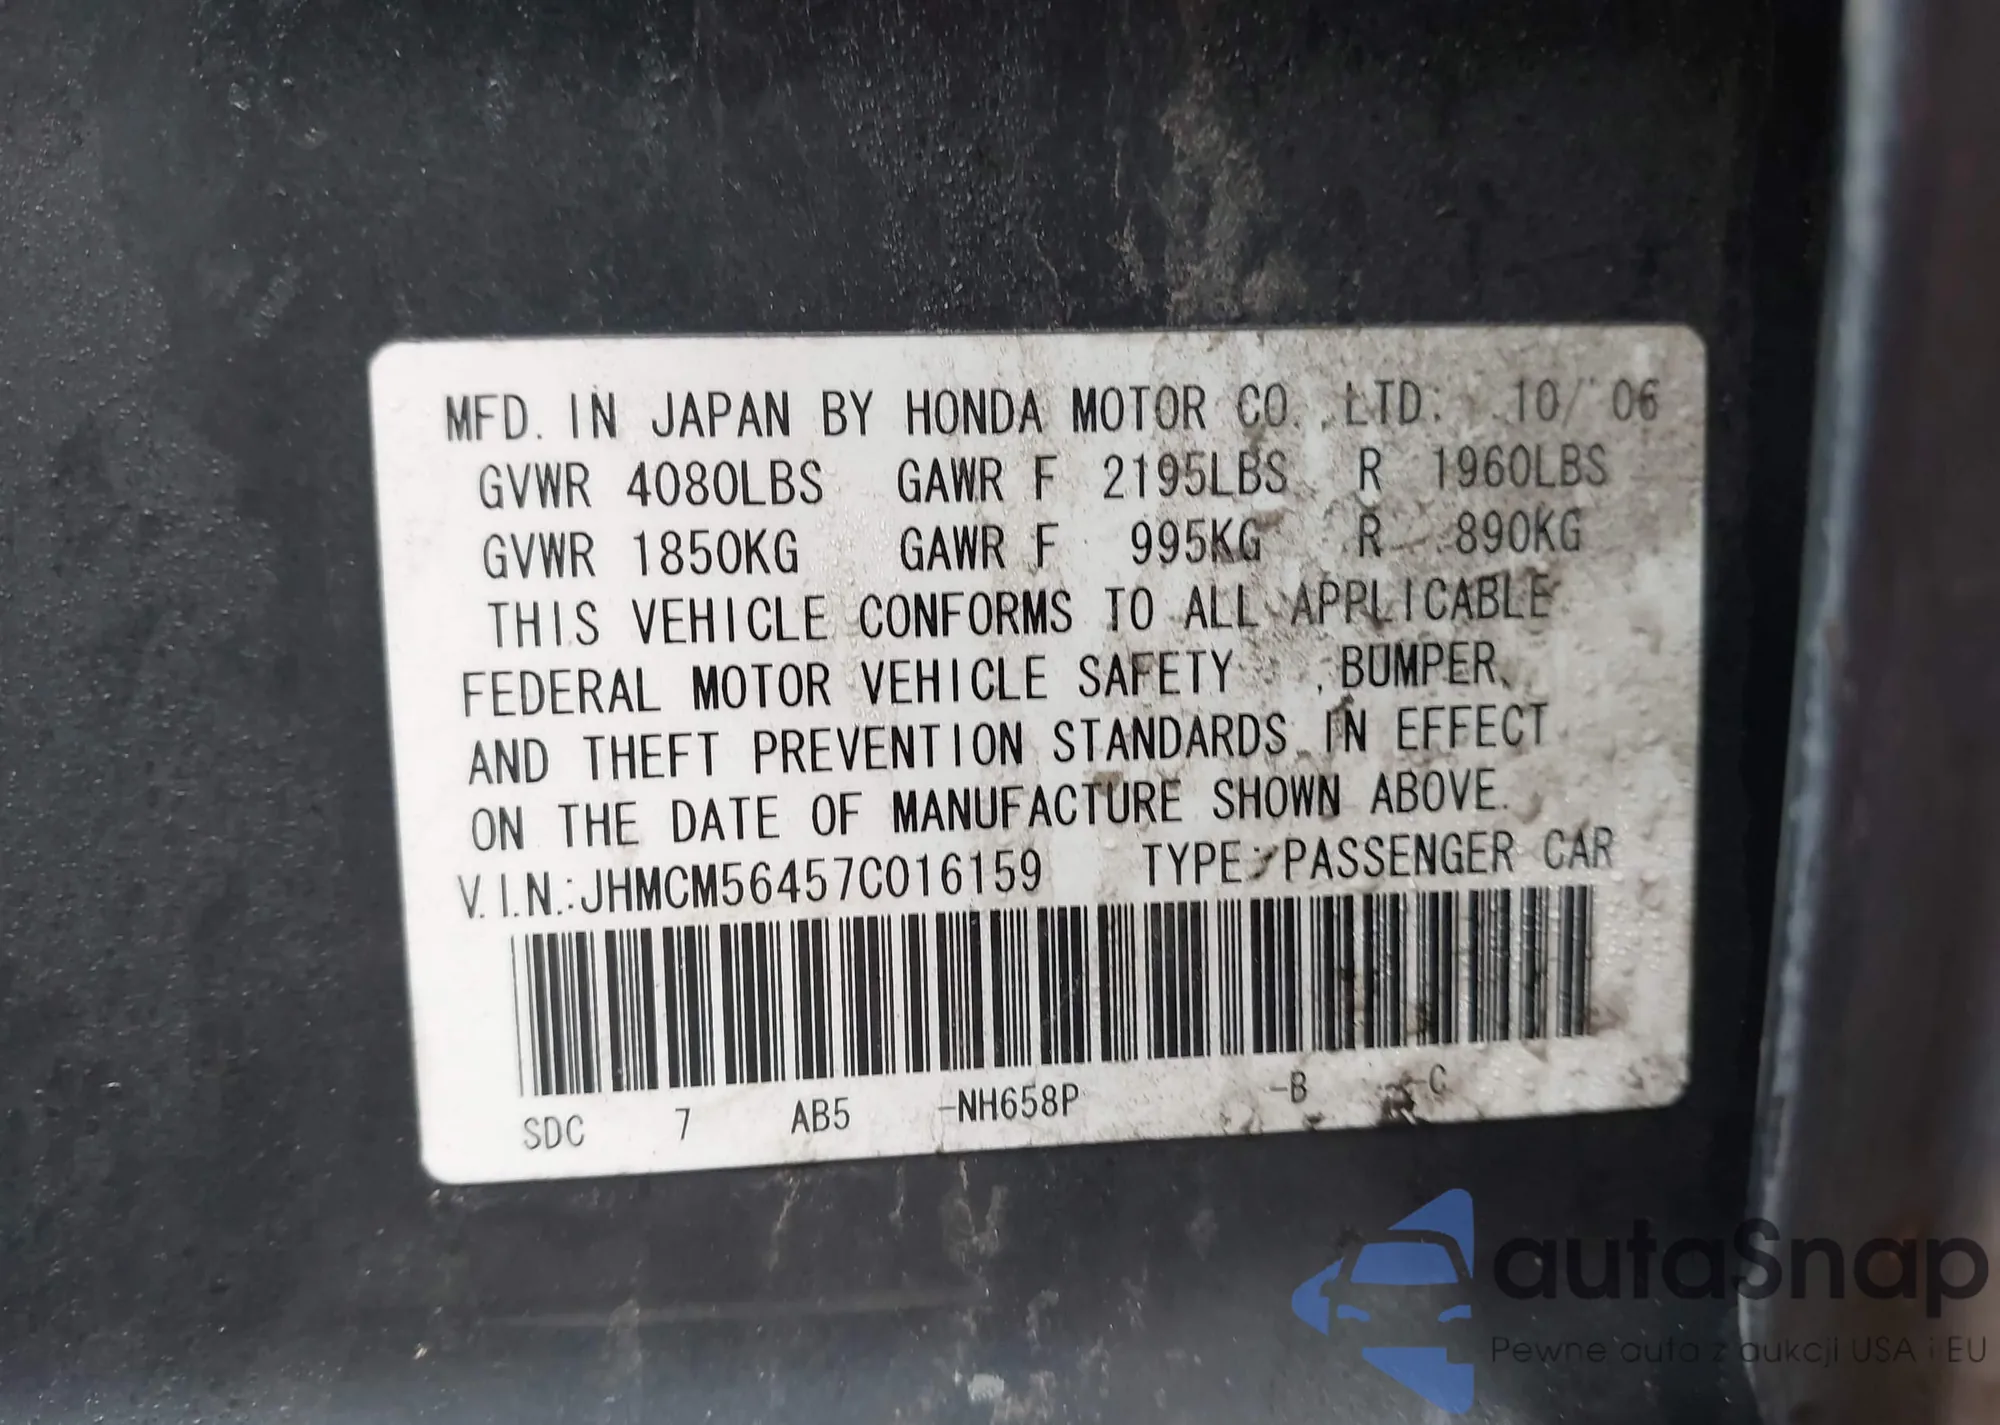 MFD. IN JAPAN BY HONDA MOTOR CO., LTD. 10/ 06
GVWR 4080LBS GAWR F 2195LBS R 1960LBS
GVWR 1850KG GAWR F 995KG R 890KG
THIS VEHICLE CONFORMS TO ALL APPLICABLE
FEDERAL MOTOR VEHICLE SAFETY , BUMPER,
AND THEFT PREVENTION STANDARDS IN EFFECT
ON THE DATE OF MANUFACTURE SHOWN ABOVE.
V.I.N.:JHMCM56457C016159 TYPE:PASSENGER CAR
SDC 7 AB5 -NH658P -B -C
autaSnap
Pewne auta z aukcji USA i EU